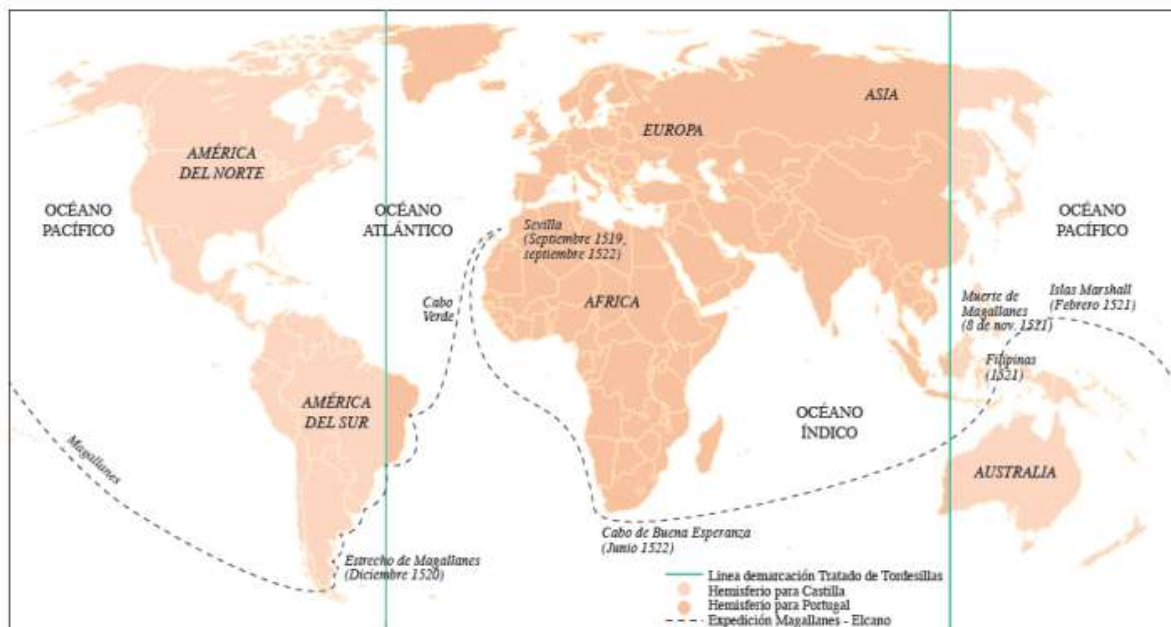 ASIA
EUROPA
AMÉRICA
DEL NORTE
OCÉANO
PACÍFICO
OCÉANO
ATLÁNTICO
OCÉANO
PACÍFICO
Sevilla
(Septiembre 1519,
septiembre 1522)
Cabo
Verde
AFRICA
Islas Marshall
(Febrero 1521)
Muerte de
Magallanes
(8 de nov. 1521)
Filipinas
(1521)
AMÉRICA
DEL SUR
OCÉANO
ÍNDICO
Magallanes
AUSTRALIA
Cabo de Buena Esperanza
(Junio 1522)
Estrecho de Magallanes
(Diciembre 1520)
Línea demarcación Tratado de Tordesillas
Hemisferio para Castilla
Hemisferio para Portugal
Expedición Magallanes - Elcano